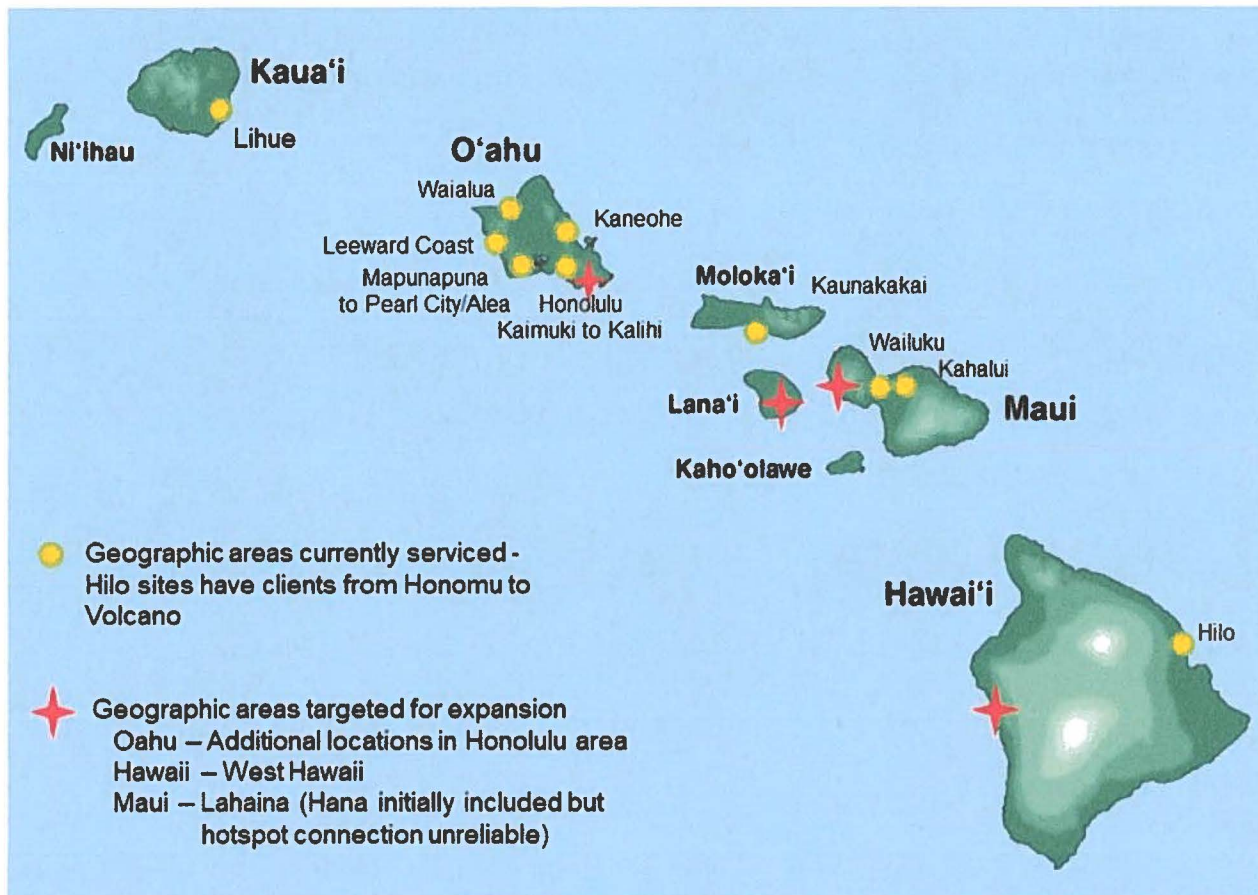 Kaua‘i
Lihue
Ni‘ihau
O‘ahu
Waialua
Kaneohe
Leeward Coast
Mapunapuna
to Pearl City/Alea
Honolulu
Kaimuki to Kalihi
Moloka‘i
Kaunakakai
Wailuku
Kahalui
Lana‘i
Maui
Kaho‘olawe
Geographic areas currently serviced -
Hilo sites have clients from Honomu to
Volcano
Hawai‘i
Hilo
Geographic areas targeted for expansion
Oahu – Additional locations in Honolulu area
Hawaii – West Hawaii
Maui – Lahaina (Hana initially included but
hotspot connection unreliable)